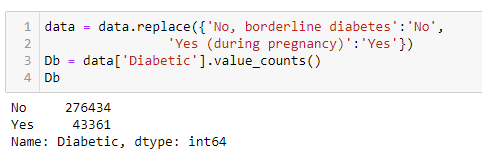 1 data = data.replace({'No, borderline diabetes':'No',
2 'Yes (during pregnancy)':'Yes'})
3 Db = data['Diabetic'].value_counts()
4 Db
No 276434
Yes 43361
Name: Diabetic, dtype: int64